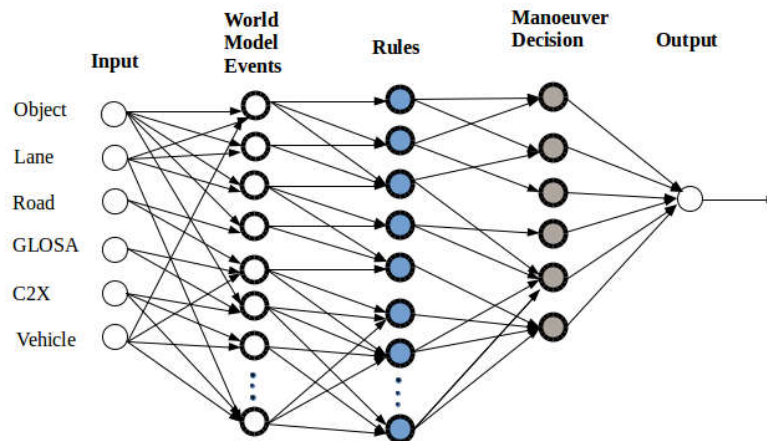 Input
World
Model
Events
Rules
Manoeuver
Decision
Output
Object
Lane
Road
GLOSA
C2X
Vehicle